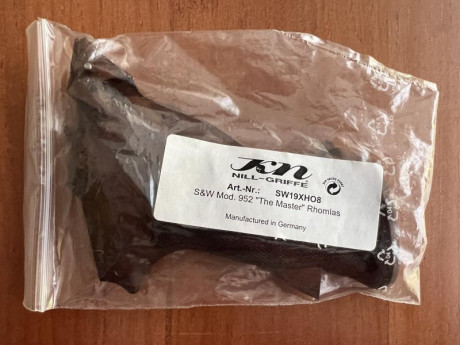 kn
NILL-GRIFFE
Art.-Nr.: SW19XHO8
S&W Mod. 952 "The Master" Rhomlas
Manufactured in Germany